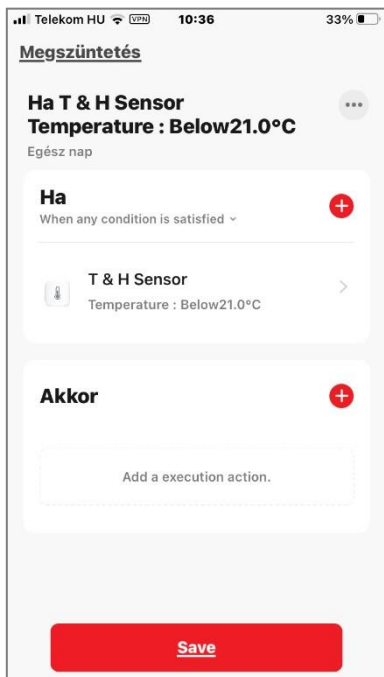 Telekom HU VPN 10:36 33%
Megszüntetés
Ha T & H Sensor
Temperature : Below21.0°C
Egész nap
Ha
When any condition is satisfied
T & H Sensor
Temperature : Below21.0°C
Akkor
Add a execution action.
Save